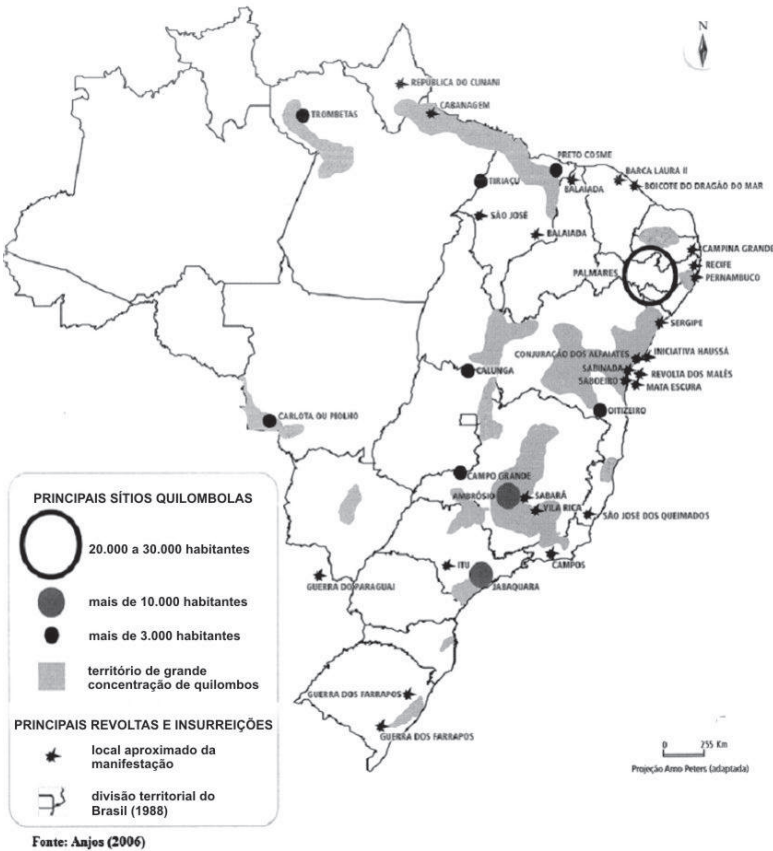 N
REPÚBLICA DO CUNANI
CABANAGEM
TROMBETAS
PRETO COSME
BARCA LAURA II
BOICOTE DO DRAGÃO DO MAR
TIRIAÇU
BALAIADA
SÃO JOSÉ
BALAIADA
CAMPINA GRANDE
RECIFE
PALMARES
PERNAMBUCO
SERGIPE
CONJURAÇÃO DOS ALFAIATES
INICIATIVA HAUSSÁ
SABINADA
REVOLTA DOS MALÊS
SABOEIRO
MATA ESCURA
CALUNGA
OITIZEIRO
CARLOTA OU PIOLHO
CAMPO GRANDE
AMBRÓSIO
SABARÁ
VILA RICA
SÃO JOSÉ DOS QUEIMADOS
ITU
CAMPOS
GUERRA DO PARAGUAI
JABAQUARA
GUERRA DOS FARRAPOS
GUERRA DOS FARRAPOS
PRINCIPAIS SÍTIOS QUILOMBOLAS
20.000 a 30.000 habitantes
mais de 10.000 habitantes
mais de 3.000 habitantes
território de grande
concentração de quilombos
PRINCIPAIS REVOLTAS E INSURREIÇÕES
local aproximado da
manifestação
divisão territorial do
Brasil (1988)
0 255 Km
Projeção Arno Peters (adaptada)
Fonte: Anjos (2006)